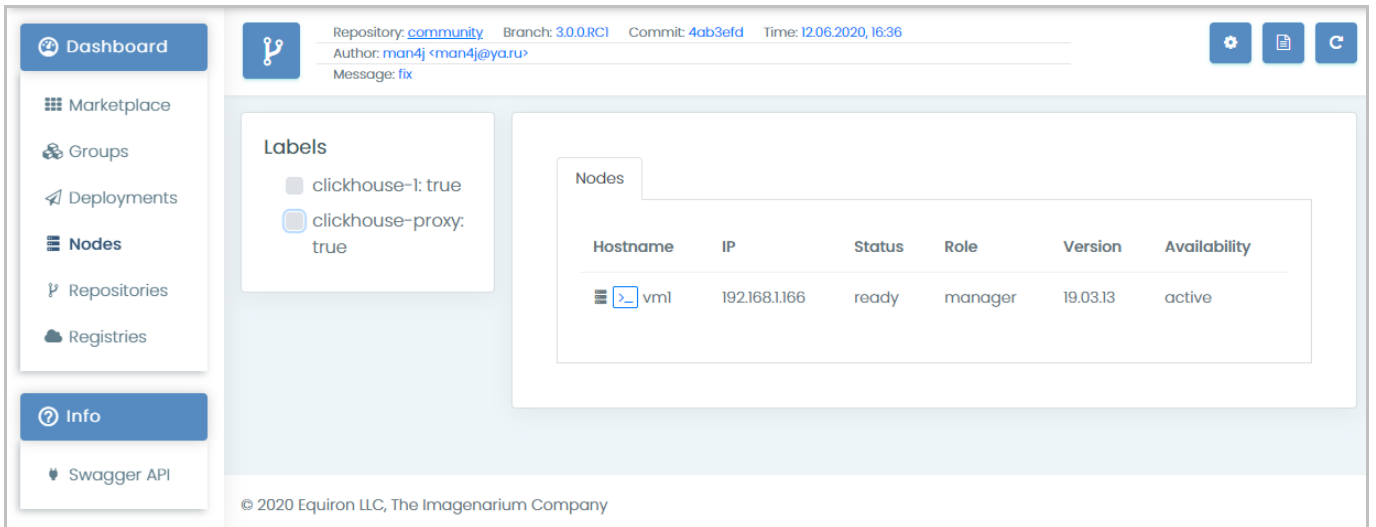 Dashboard
Marketplace
Groups
Deployments
Nodes
Repositories
Registries
Info
Swagger API
Repository: community Branch: 3.0.0.RC1 Commit: 4ab3efd Time: 12.06.2020, 16:36
Author: man4j <man4j@ya.ru>
Message: fix
Labels
clickhouse-1: true
clickhouse-proxy:
true
Nodes
Hostname IP Status Role Version Availability
>_ vm1 192.168.1.166 ready manager 19.03.13 active
© 2020 Equiron LLC, The Imagenarium Company